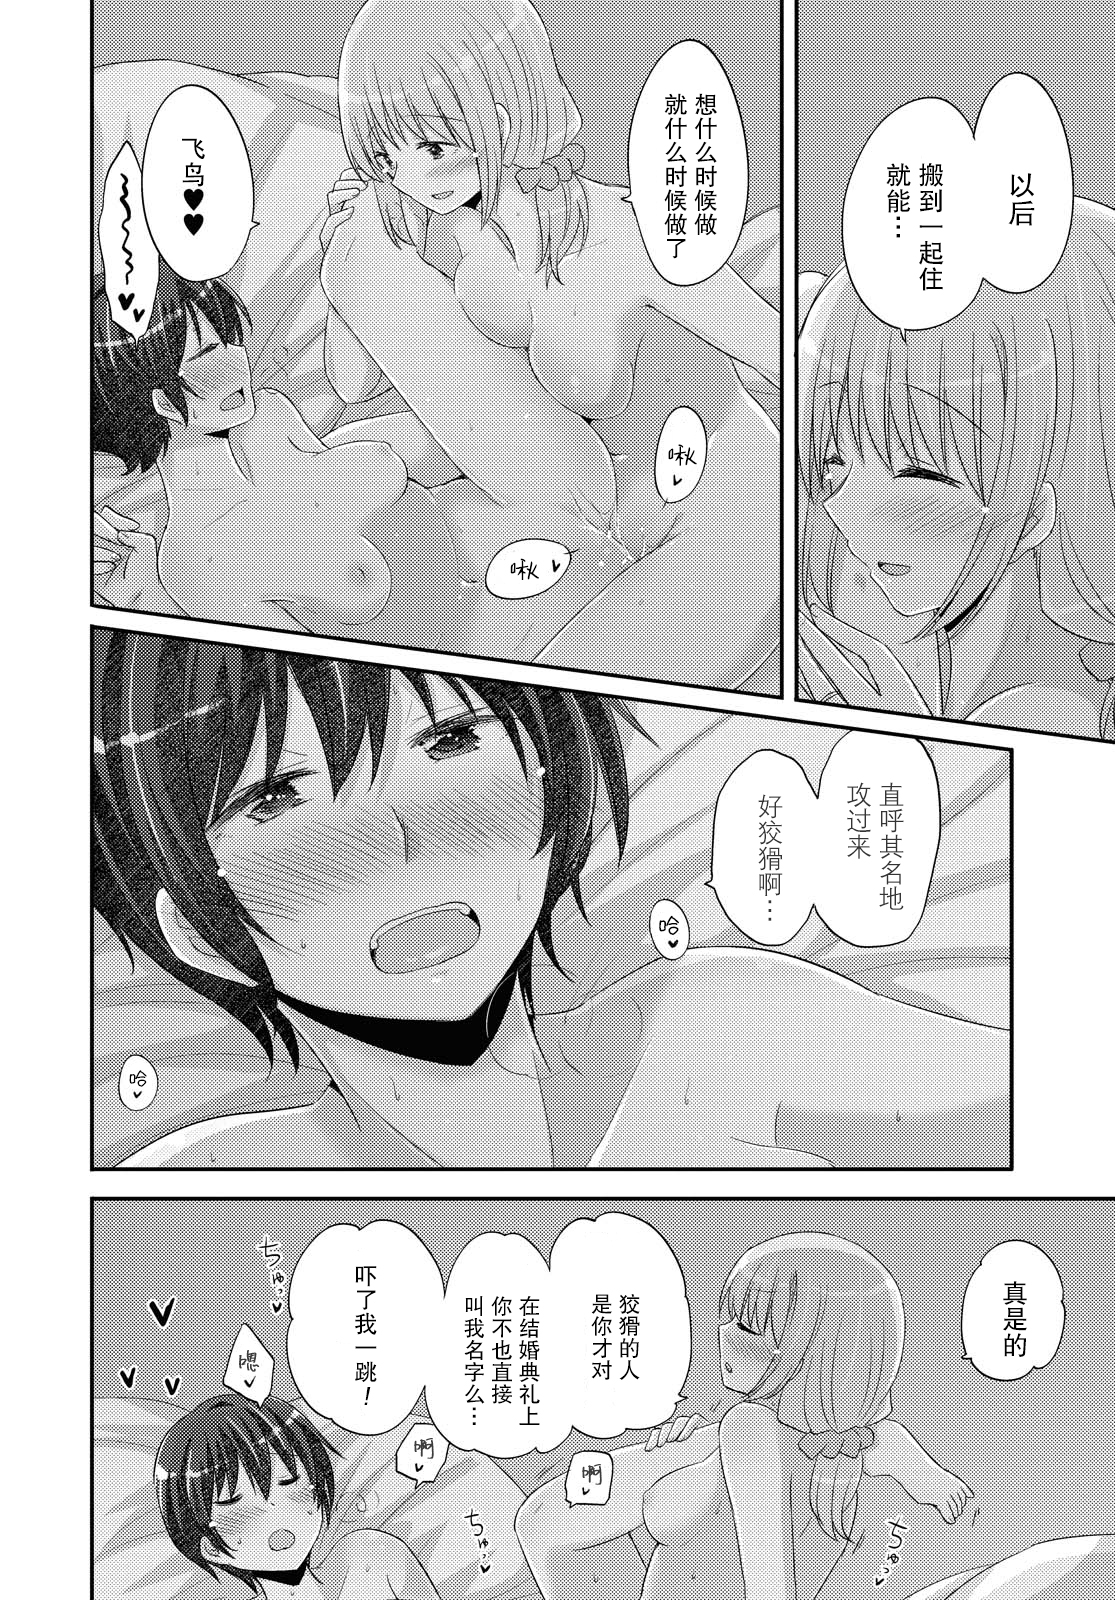 以后
搬到一起住
就能…
想什么时候做
就什么时候做了
飞鸟♥♥
啾
啾
直呼其名地
攻过来
好狡猾啊…
哈
哈
真是的
狡猾的人
是你才对
在结婚典礼上
你不也直接
叫我名字么…
吓了我一跳！
ちゅっ
嗯
啊
啊
ちゅっ
ちゅっ